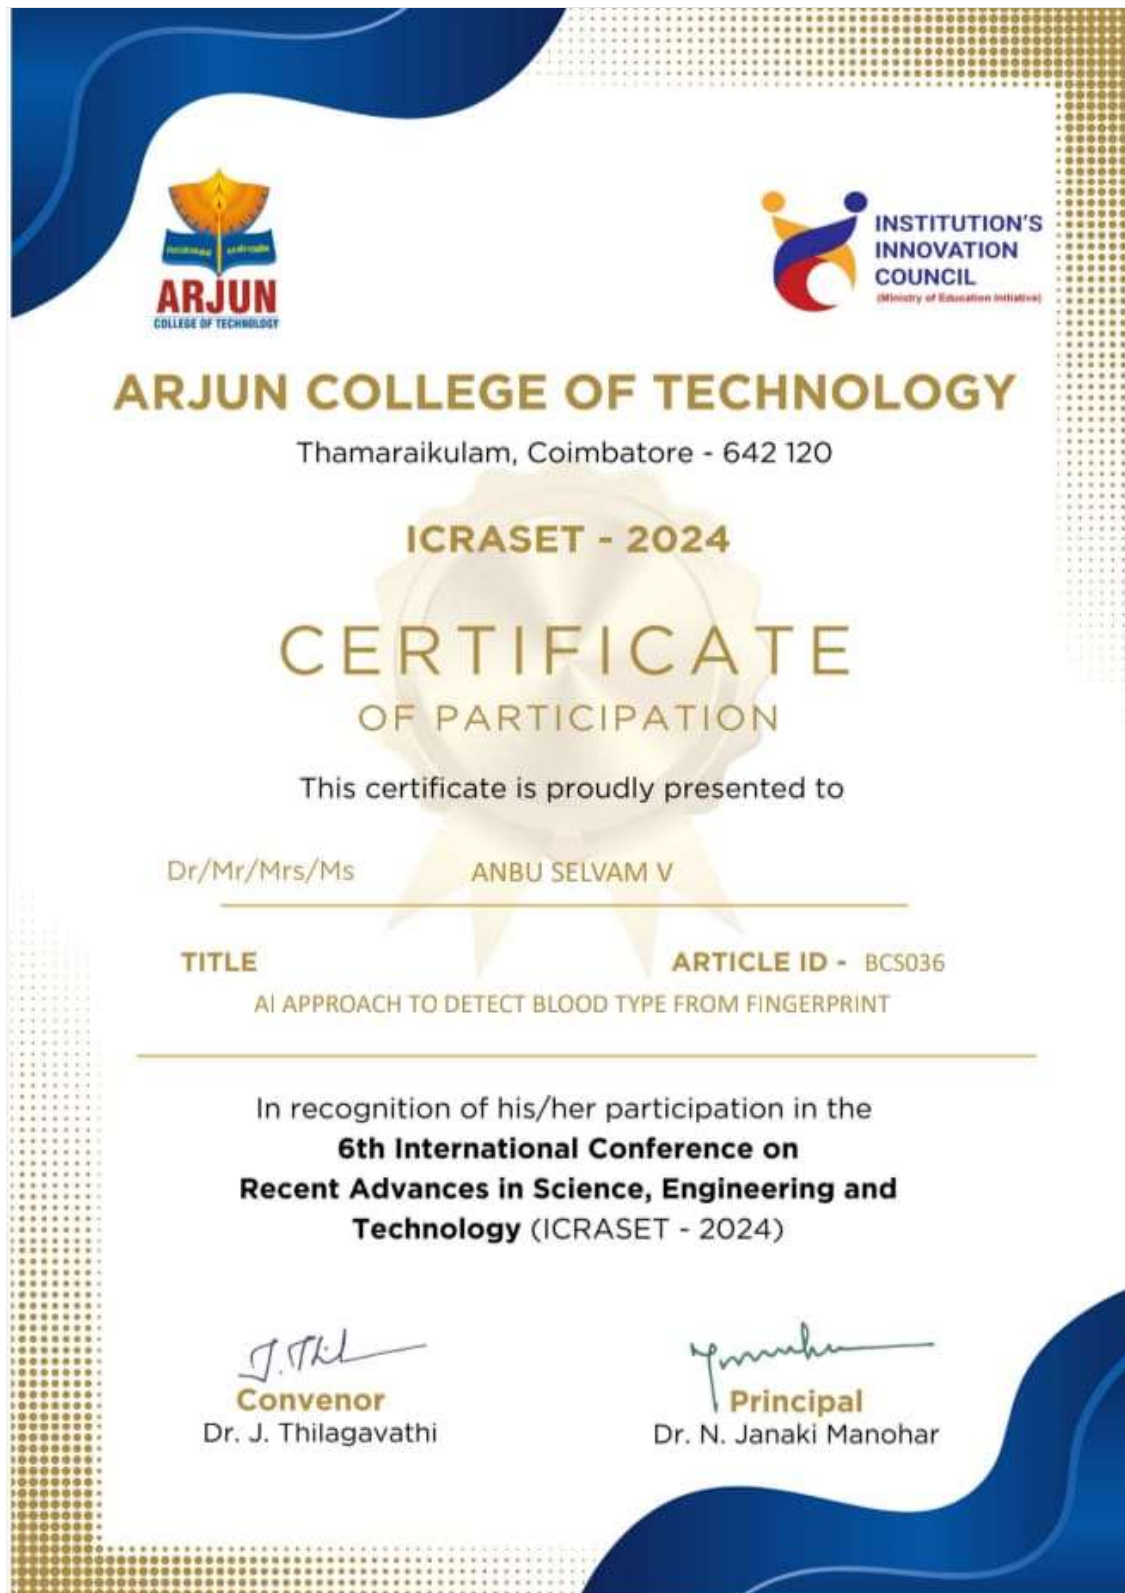 ARJUN
COLLEGE OF TECHNOLOGY
INSTITUTION'S
INNOVATION
COUNCIL
(Ministry of Education Initiative)
ARJUN COLLEGE OF TECHNOLOGY
Thamaraikulam, Coimbatore - 642 120
ICRASET - 2024
CERTIFICATE
OF PARTICIPATION
This certificate is proudly presented to
Dr/Mr/Mrs/Ms ANBU SELVAM V
TITLE ARTICLE ID - BCS036
AI APPROACH TO DETECT BLOOD TYPE FROM FINGERPRINT
In recognition of his/her participation in the
6th International Conference on
Recent Advances in Science, Engineering and
Technology (ICRASET - 2024)
J. Thil
Convenor Principal
Dr. J. Thilagavathi Dr. N. Janaki Manohar